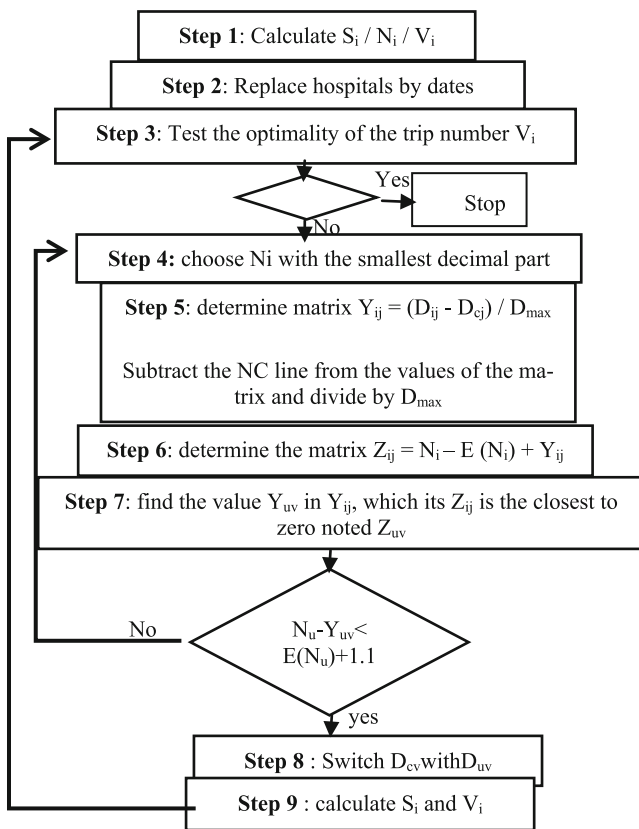 Step 1: Calculate Si / Ni / Vi
Step 2: Replace hospitals by dates
Step 3: Test the optimality of the trip number Vi
Yes
Stop
No
Step 4: choose Ni with the smallest decimal part
Step 5: determine matrix Yij = (Dij - Dcj) / Dmax
Subtract the NC line from the values of the ma-
trix and divide by Dmax
Step 6: determine the matrix Zij = Ni – E (Ni) + Yij
Step 7: find the value Yuv in Yij, which its Zij is the closest to
zero noted Zuv
No
Nu-Yuv<
E(Nu)+1.1
yes
Step 8 : Switch DcvwithDuv
Step 9 : calculate Si and Vi